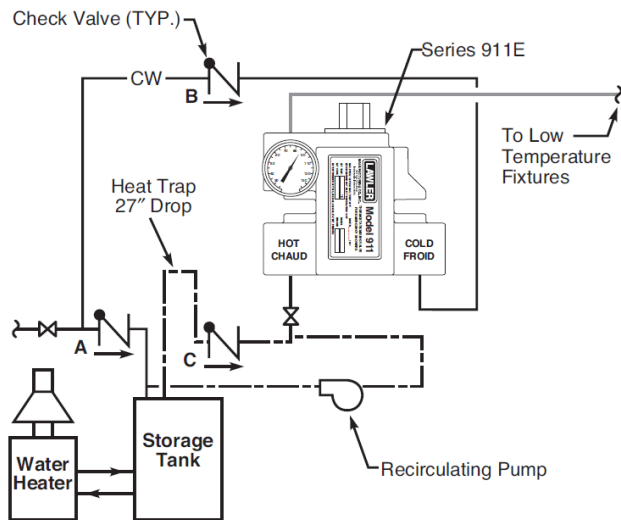 Check Valve (TYP.)
Series 911E
CW
B
To Low
Temperature
Fixtures
Heat Trap
27″ Drop
LAWLER
Model 911
HOT
CHAUD
COLD
FROID
A
C
Storage
Tank
Water
Heater
Recirculating Pump